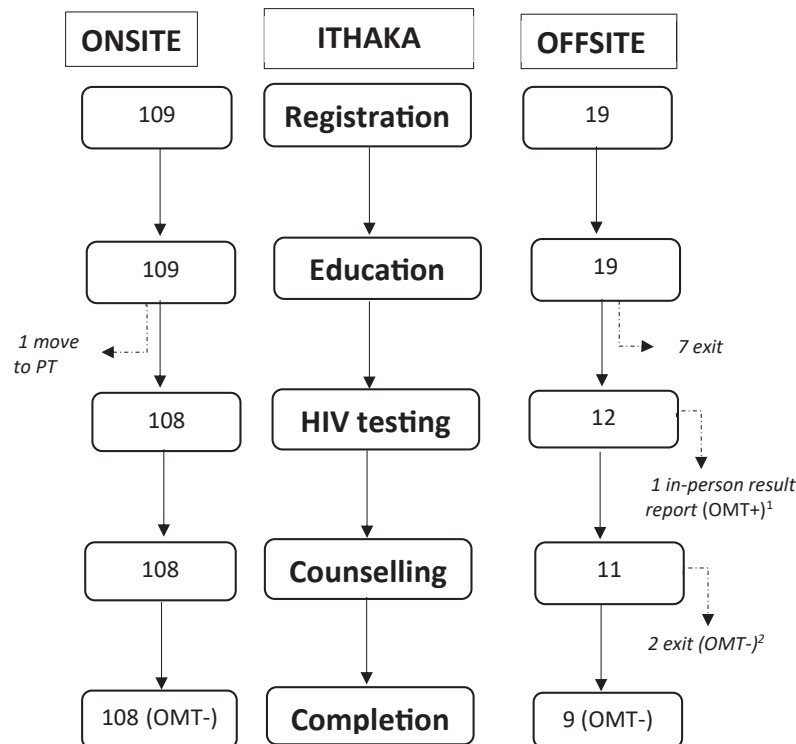 ONSITE
ITHAKA
OFFSITE
109
Registration
19
109
Education
19
1 move
to PT
7 exit
108
HIV testing
12
1 in-person result
report (OMT+)1
108
Counselling
11
2 exit (OMT-)2
108 (OMT-)
Completion
9 (OMT-)